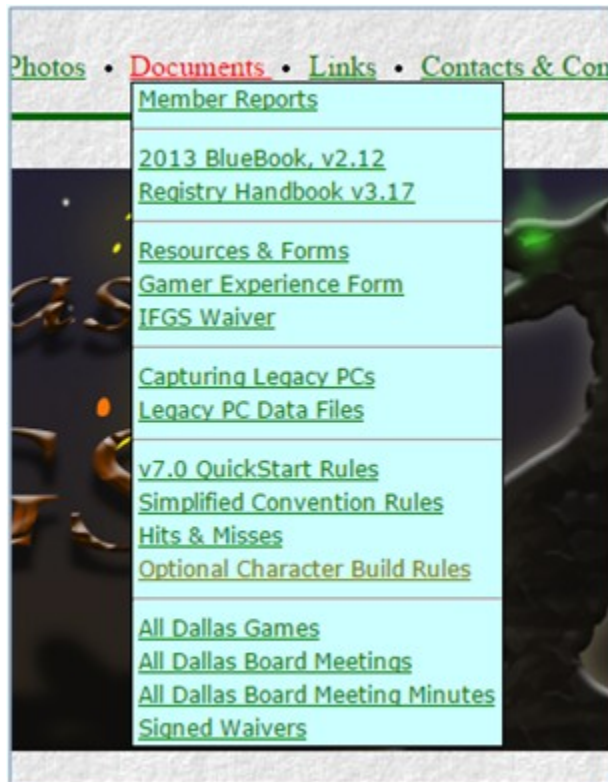 Photos • Documents • Links • Contacts & Con
Member Reports
2013 BlueBook, v2.12
Registry Handbook v3.17
Resources & Forms
Gamer Experience Form
IFGS Waiver
Capturing Legacy PCs
Legacy PC Data Files
v7.0 QuickStart Rules
Simplified Convention Rules
Hits & Misses
Optional Character Build Rules
All Dallas Games
All Dallas Board Meetings
All Dallas Board Meeting Minutes
Signed Waivers